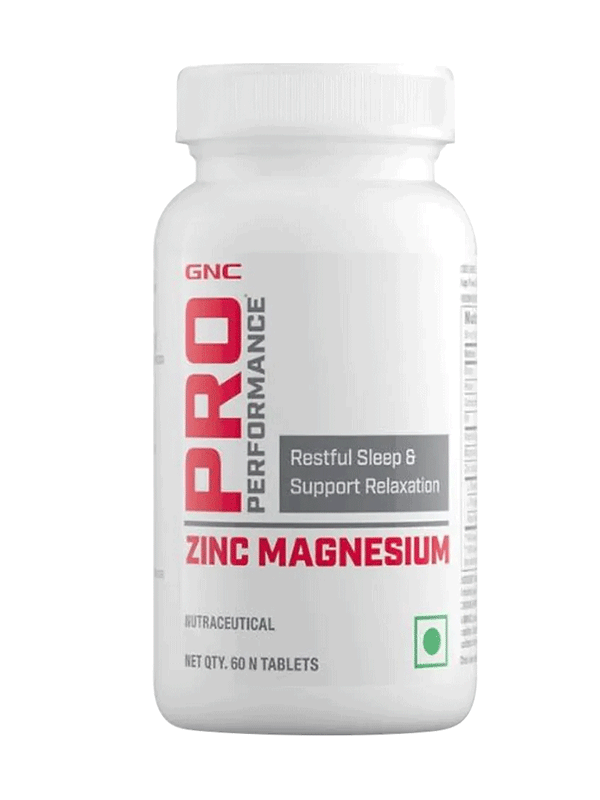 GNC
PRO
PERFORMANCE
Restful Sleep &
Support Relaxation
ZINC MAGNESIUM
NUTRACEUTICAL
NET QTY. 60 N TABLETS